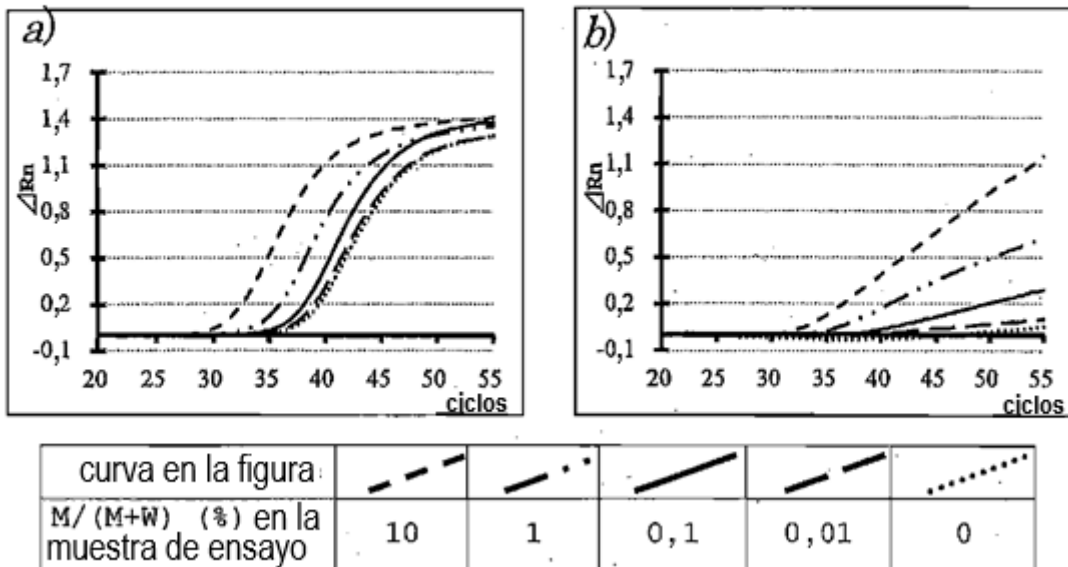 a)
1,7
1,4
1,1
0,8
0,5
0,2
-0,1
ΔRn
20 25 30 35 40 45 50 55
ciclos
b)
1,7
1,4
1,1
0,8
0,5
0,2
-0,1
ΔRn
20 25 30 35 40 45 50 55
ciclos
curva en la figura
M/(M+W) (%) en la
muestra de ensayo
10 1 0,1 0,01 0